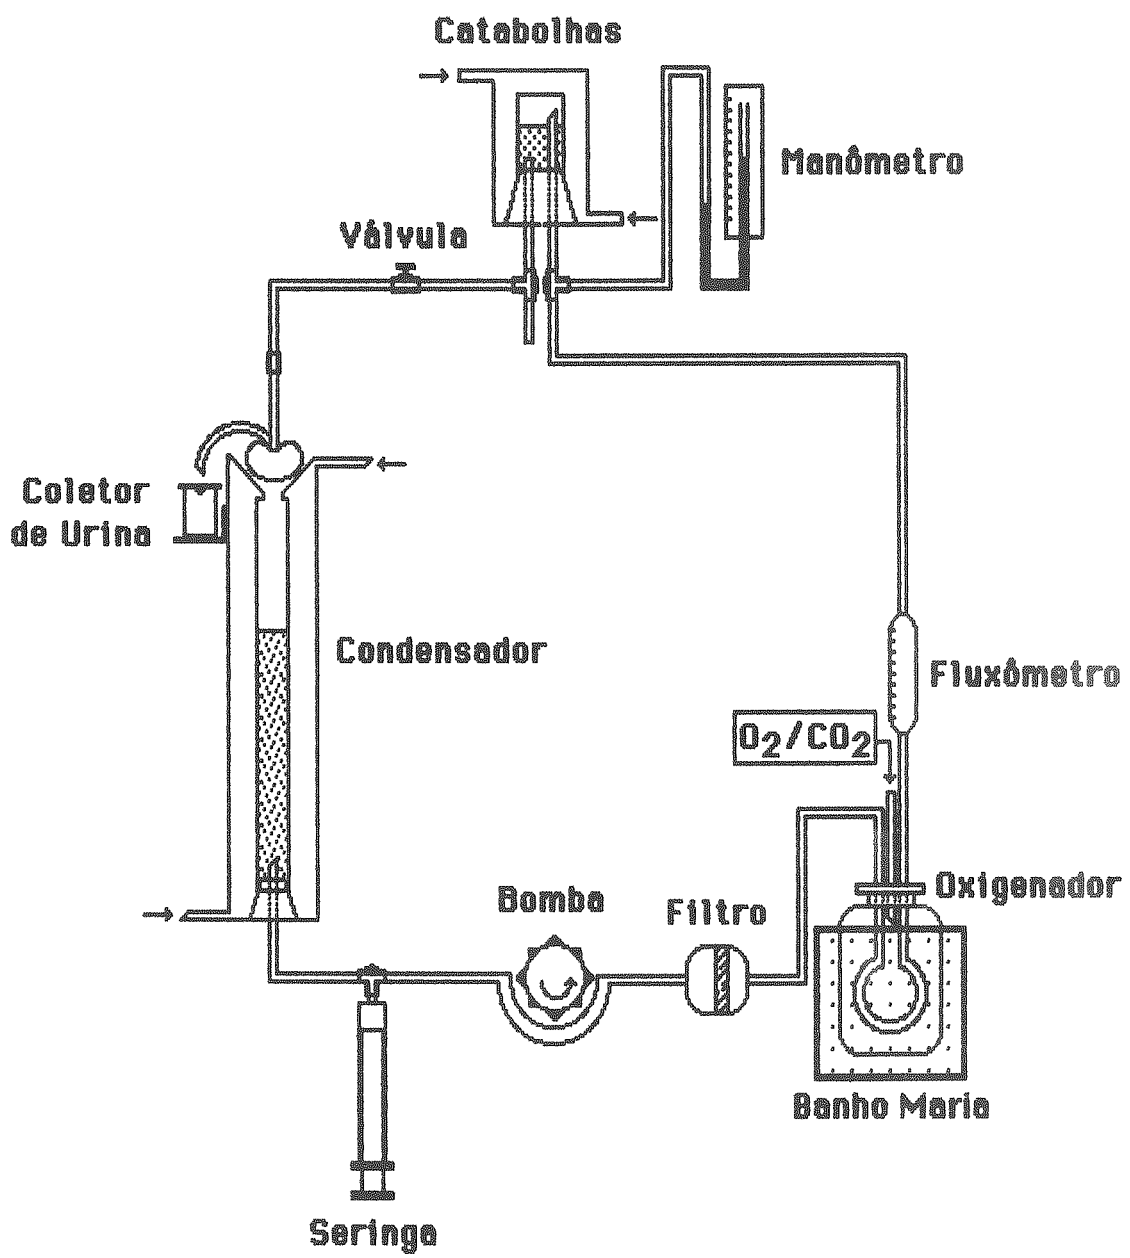 Catabolhas
Manômetro
Válvula
Coletor
de Urina
Condensador
Fluxômetro
O₂/CO₂
Oxigenador
Bomba
Filtro
Banho Maria
Seringa